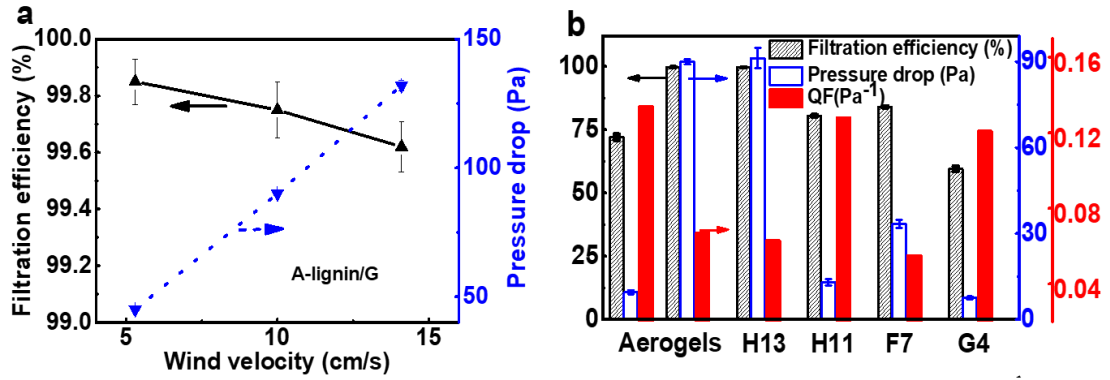 a
Filtration efficiency (%)
100.0
99.8
99.6
99.4
99.2
99.0
5
10
15
Wind velocity (cm/s)
A-lignin/G
150
100
50
Pressure drop (Pa)
b
100
75
50
25
0
Filtration efficiency (%)
Pressure drop (Pa)
QF(Pa⁻¹)
Aerogels H13 H11 F7 G4
90
60
30
0
0.16
0.12
0.08
0.04